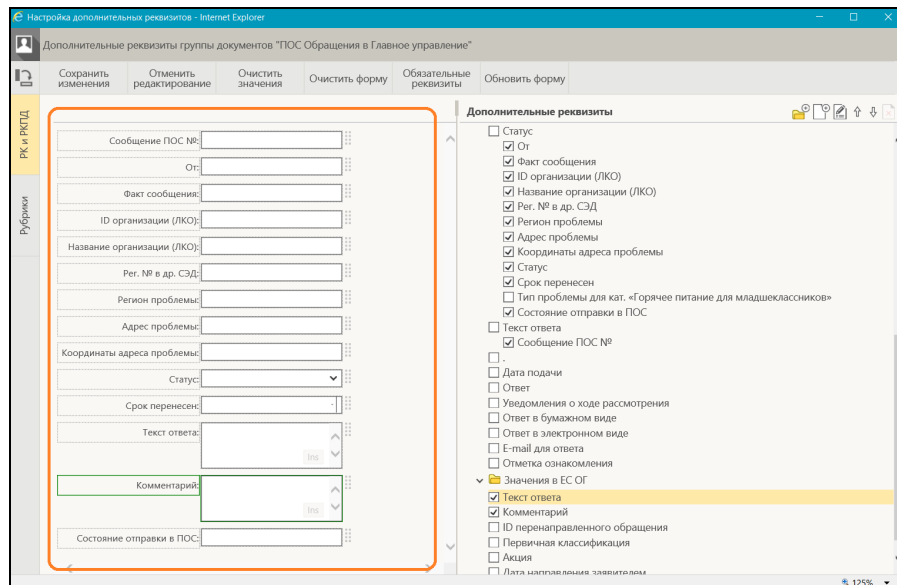 Настройка дополнительных реквизитов - Internet Explorer
Дополнительные реквизиты группы документов "ПОС Обращения в Главное управление"
Сохранить изменения
Отменить редактирование
Очистить значения
Очистить форму
Обязательные реквизиты
Обновить форму
РК и РКПД
Рубрики
Сообщение ПОС №:
От:
Факт сообщения:
ID организации (ЛКО):
Название организации (ЛКО):
Рег. № в др. СЭД:
Регион проблемы:
Адрес проблемы:
Координаты адреса проблемы:
Статус:
Срок перенесен:
Текст ответа:
Ins
Комментарий:
Ins
Состояние отправки в ПОС:
Дополнительные реквизиты
Статус
От
Факт сообщения
ID организации (ЛКО)
Название организации (ЛКО)
Рег. № в др. СЭД
Регион проблемы
Адрес проблемы
Координаты адреса проблемы
Статус
Срок перенесен
Тип проблемы для кат. «Горячее питание для младшеклассников»
Состояние отправки в ПОС
Текст ответа
Сообщение ПОС №
.
Дата подачи
Ответ
Уведомления о ходе рассмотрения
Ответ в бумажном виде
Ответ в электронном виде
E-mail для ответа
Отметка ознакомления
Значения в ЕС ОГ
Текст ответа
Комментарий
ID перенаправленного обращения
Первичная классификация
Акция
Дата направления заявителем
125%